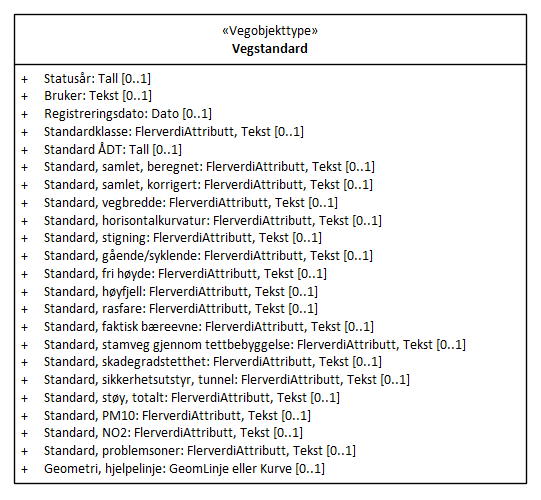 «Vegobjekttype»
Vegstandard
+ Statusår: Tall [0..1]
+ Bruker: Tekst [0..1]
+ Registreringsdato: Dato [0..1]
+ Standardklasse: FlerverdiAttributt, Tekst [0..1]
+ Standard ÅDT: Tall [0..1]
+ Standard, samlet, beregnet: FlerverdiAttributt, Tekst [0..1]
+ Standard, samlet, korrigert: FlerverdiAttributt, Tekst [0..1]
+ Standard, vegbredde: FlerverdiAttributt, Tekst [0..1]
+ Standard, horisontalkurvatur: FlerverdiAttributt, Tekst [0..1]
+ Standard, stigning: FlerverdiAttributt, Tekst [0..1]
+ Standard, gående/syklende: FlerverdiAttributt, Tekst [0..1]
+ Standard, fri høyde: FlerverdiAttributt, Tekst [0..1]
+ Standard, høyfjell: FlerverdiAttributt, Tekst [0..1]
+ Standard, rasfare: FlerverdiAttributt, Tekst [0..1]
+ Standard, faktisk bæreevne: FlerverdiAttributt, Tekst [0..1]
+ Standard, stamveg gjennom tettbebyggelse: FlerverdiAttributt, Tekst [0..1]
+ Standard, skadegradstetthet: FlerverdiAttributt, Tekst [0..1]
+ Standard, sikkerhetsutstyr, tunnel: FlerverdiAttributt, Tekst [0..1]
+ Standard, støy, totalt: FlerverdiAttributt, Tekst [0..1]
+ Standard, PM10: FlerverdiAttributt, Tekst [0..1]
+ Standard, NO2: FlerverdiAttributt, Tekst [0..1]
+ Standard, problemsoner: FlerverdiAttributt, Tekst [0..1]
+ Geometri, hjelpelinje: GeomLinje eller Kurve [0..1]